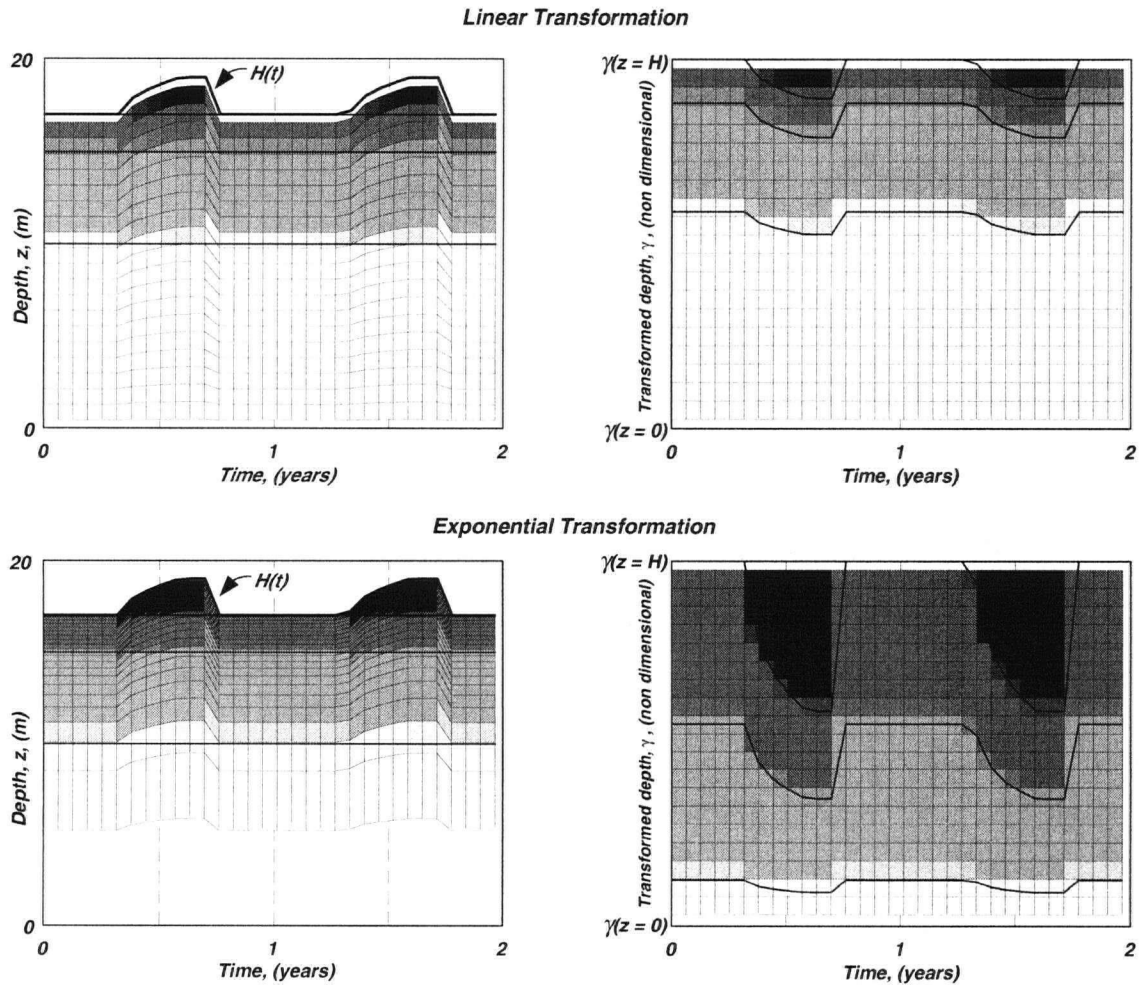 Linear Transformation
20
H(t)
Depth, z, (m)
0
0
1
2
Time, (years)
γ(z = H)
Transformed depth, γ, (non dimensional)
γ(z = 0)
0
1
2
Time, (years)
Exponential Transformation
20
H(t)
Depth, z, (m)
0
0
1
2
Time, (years)
γ(z = H)
Transformed depth, γ, (non dimensional)
γ(z = 0)
0
1
2
Time, (years)